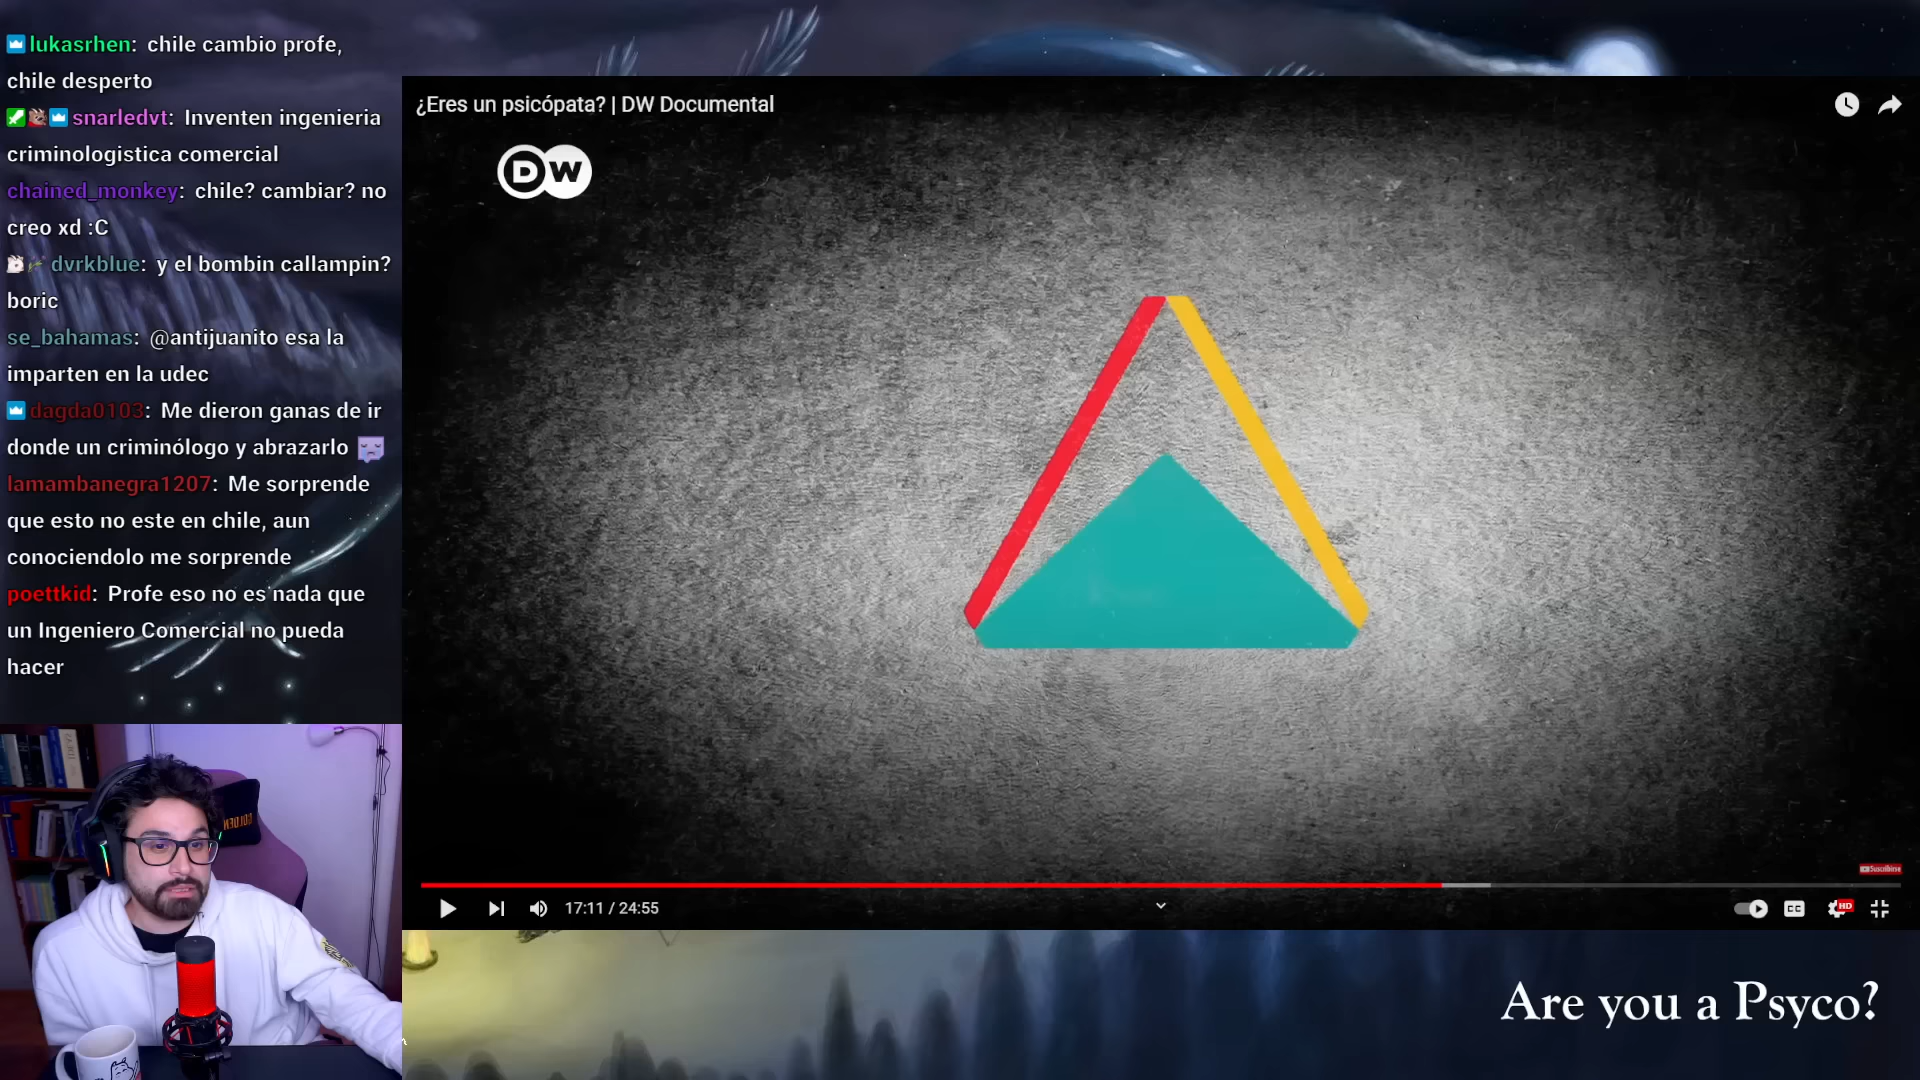 lukasrhen: chile cambio profe,
chile desperto
snarledvt: Inventen ingenieria
criminologistica comercial
chained_monkey: chile? cambiar? no
creo xd :C
dvrkblue: y el bombin callampin?
boric
se_bahamas: @antijuanito esa la
imparten en la udec
dagda0103: Me dieron ganas de ir
donde un criminólogo y abrazarlo
lamambanegra1207: Me sorprende
que esto no este en chile, aun
conociendolo me sorprende
poettkid: Profe eso no es nada que
un Ingeniero Comercial no pueda
hacer
¿Eres un psicópata? | DW Documental
DW
Suscribirse
17:11 / 24:55
CC
HD
GOLDEN
Are you a Psyco?